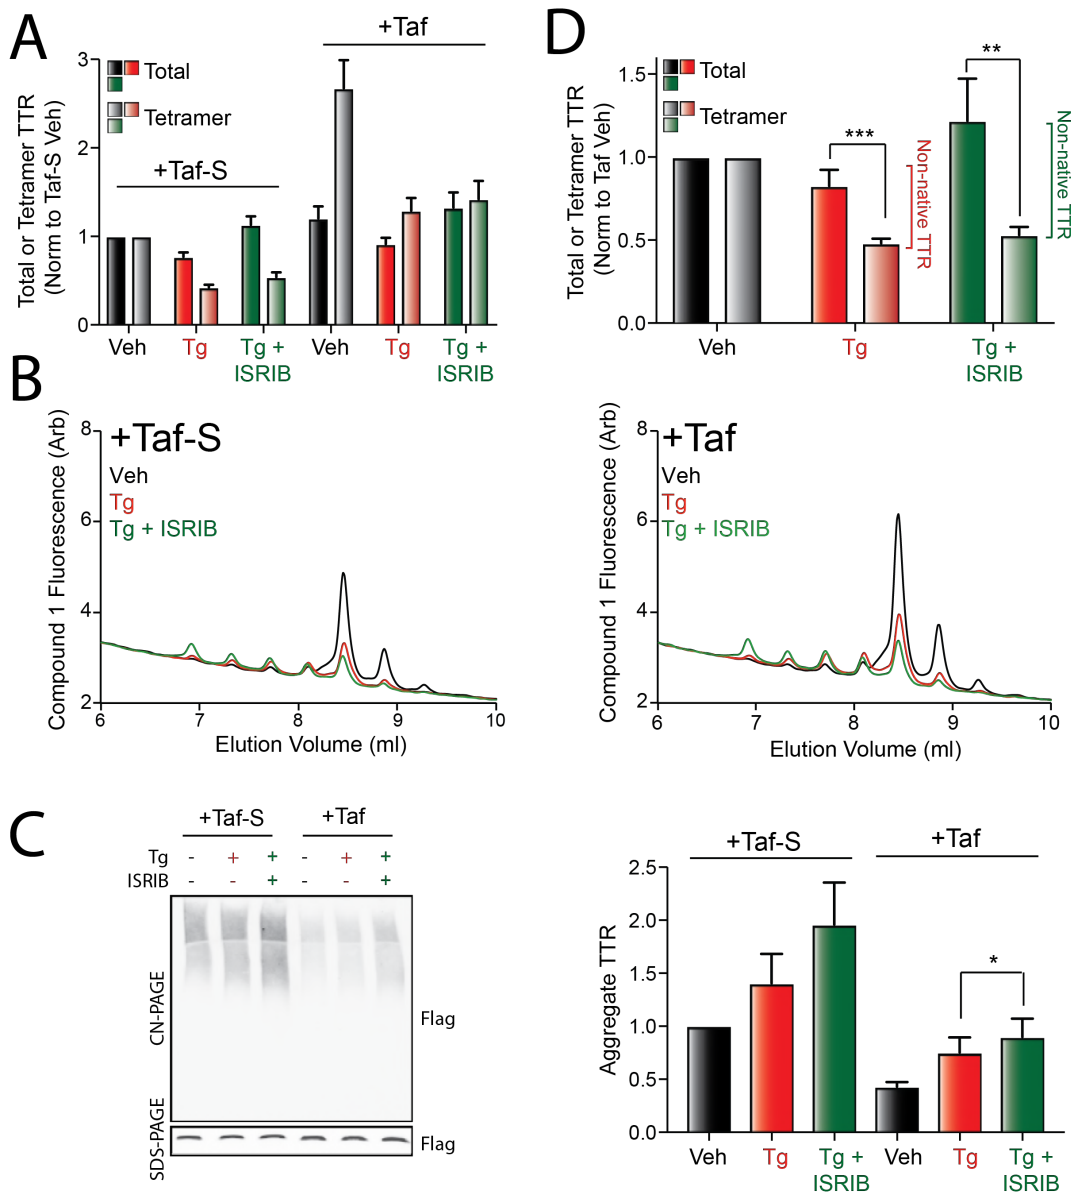 A
+Taf
3
2
1
0
Total or Tetramer TTR
(Norm to Taf-S Veh)
Total
Tetramer
+Taf-S
Veh
Tg
Tg +
ISRIB
Veh
Tg
Tg +
ISRIB
D
1.5
1.0
0.5
0.0
Total or Tetramer TTR
(Norm to Taf Veh)
Total
Tetramer
***
**
Non-native TTR
Non-native TTR
Veh
Tg
Tg +
ISRIB
B
Compound 1 Fluorescence (Arb)
8
6
4
2
+Taf-S
Veh
Tg
Tg + ISRIB
6 7 8 9 10
Elution Volume (ml)
Compound 1 Fluorescence (Arb)
8
6
4
2
+Taf
Veh
Tg
Tg + ISRIB
6 7 8 9 10
Elution Volume (ml)
C
+Taf-S +Taf
Tg - + + - + +
ISRIB - - + - - +
CN-PAGE
Flag
SDS-PAGE
Flag
+Taf-S
+Taf
2.5
2.0
1.5
1.0
0.5
0.0
Aggregate TTR
*
Veh
Tg
Tg +
ISRIB
Veh
Tg
Tg +
ISRIB